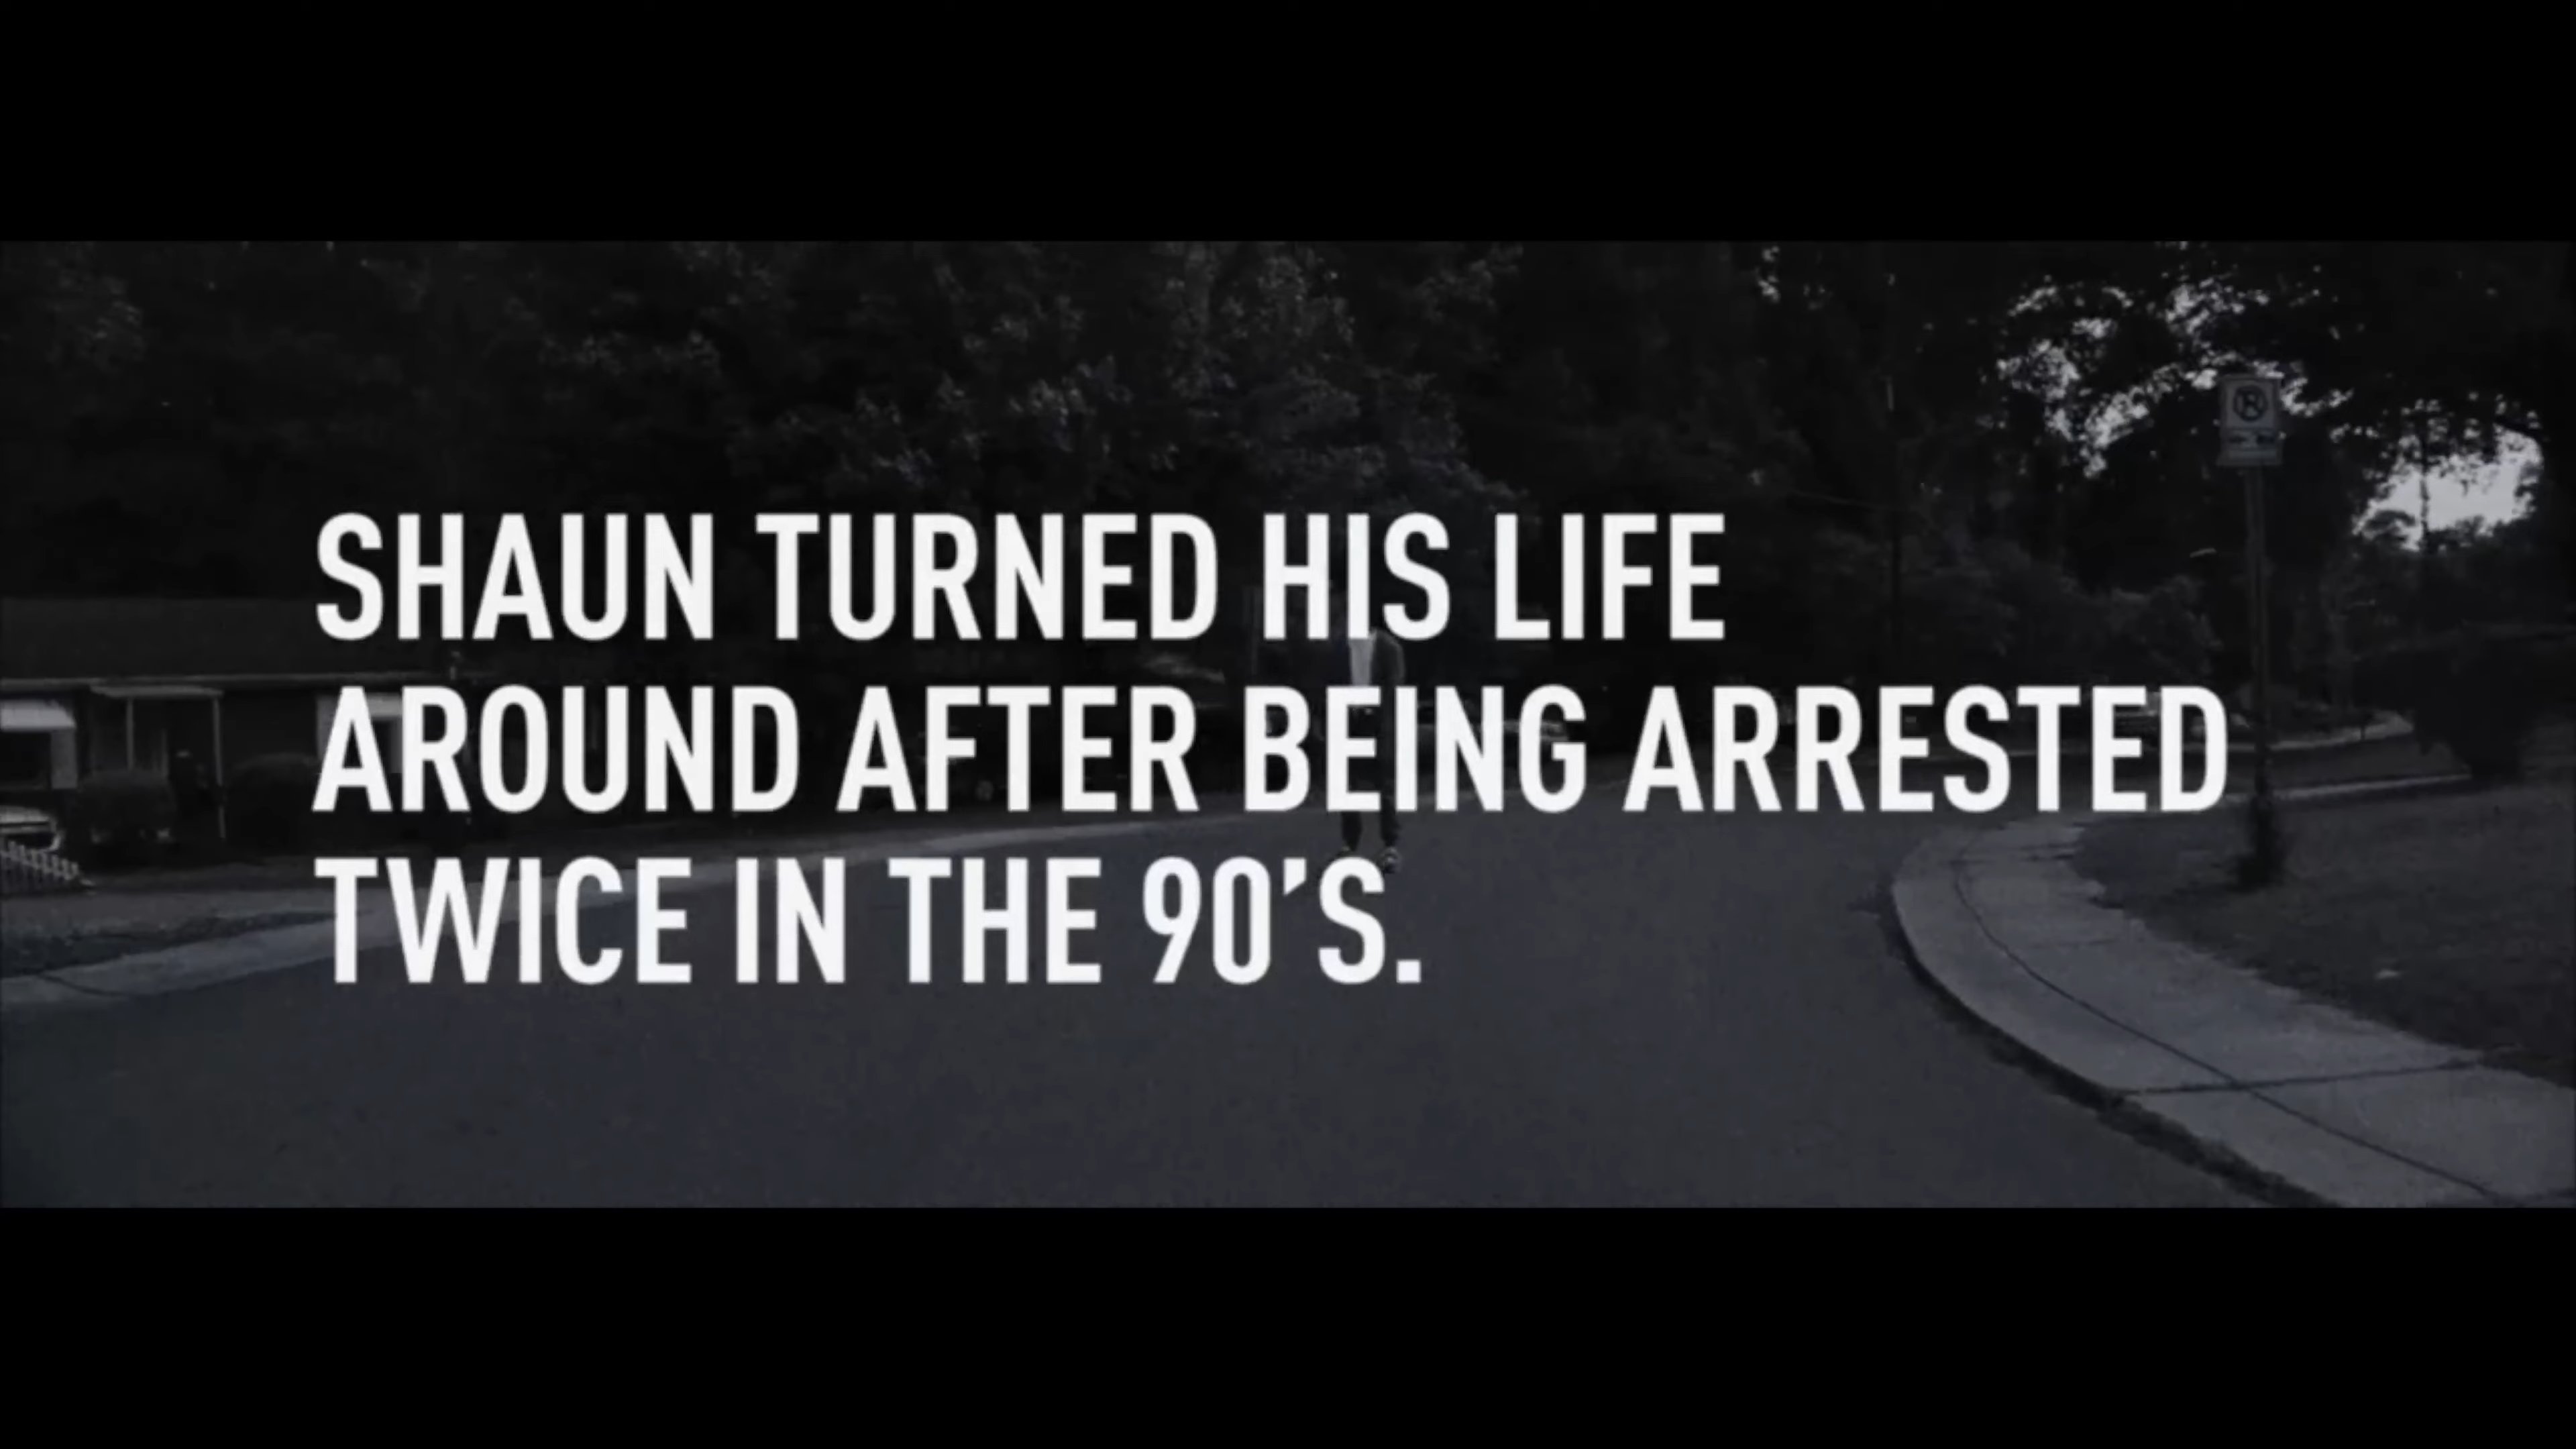 SHAUN TURNED HIS LIFE
AROUND AFTER BEING ARRESTED
TWICE IN THE 90'S.